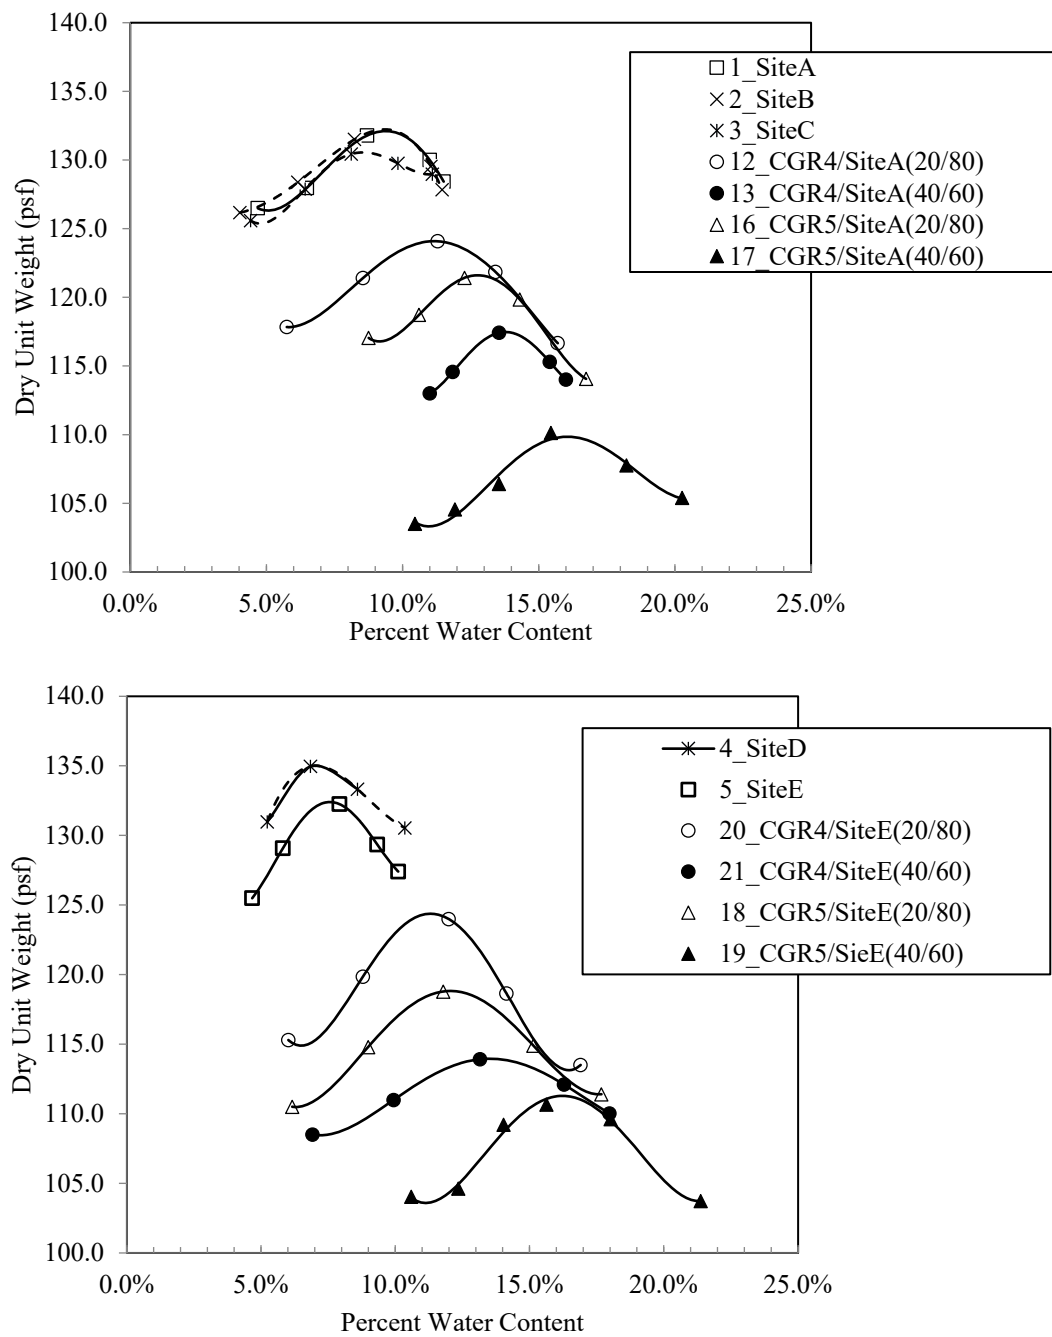 140.0
135.0
130.0
125.0
120.0
115.0
110.0
105.0
100.0
Dry Unit Weight (psf)
1_SiteA
2_SiteB
3_SiteC
12_CGR4/SiteA(20/80)
13_CGR4/SiteA(40/60)
16_CGR5/SiteA(20/80)
17_CGR5/SiteA(40/60)
0.0% 5.0% 10.0% 15.0% 20.0% 25.0%
Percent Water Content
140.0
135.0
130.0
125.0
120.0
115.0
110.0
105.0
100.0
Dry Unit Weight (psf)
4_SiteD
5_SiteE
20_CGR4/SiteE(20/80)
21_CGR4/SiteE(40/60)
18_CGR5/SiteE(20/80)
19_CGR5/SieE(40/60)
0.0% 5.0% 10.0% 15.0% 20.0% 25.0%
Percent Water Content